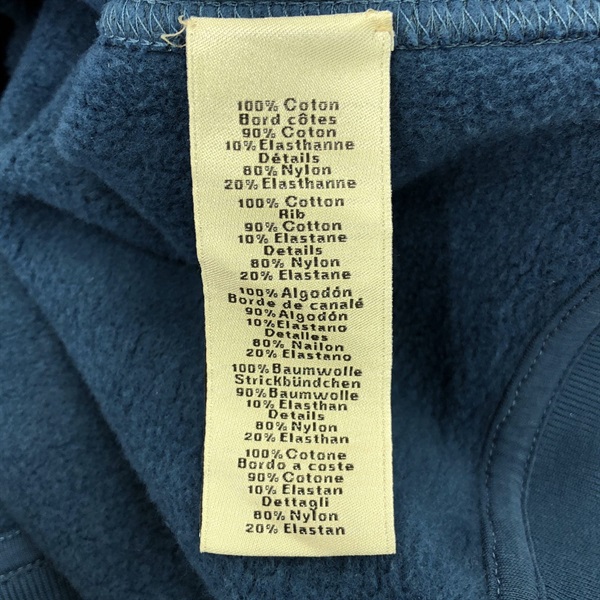 100% Coton
Bord côtes
90% Coton
10% Elasthanne
Détails
80% Nylon
20% Elasthanne
100% Cotton
Rib
90% Cotton
10% Elastane
Details
80% Nylon
20% Elastane
100% Algodón
Borde de canalé
90% Algodón
10% Elastano
Detalles
80% Nailon
20% Elastano
100% Baumwolle
Strickbündchen
90% Baumwolle
10% Elasthan
Details
80% Nylon
20% Elasthan
100% Cotone
Bordo a coste
90% Cotone
10% Elastan
Dettagli
80% Nylon
20% Elastan